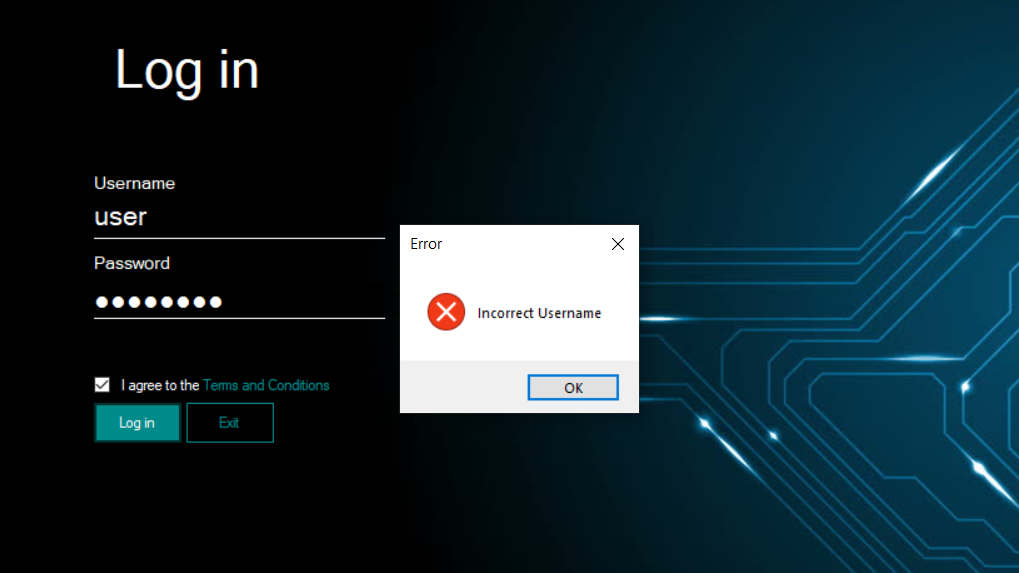 Log in
Username
user
Password
Error
Incorrect Username
OK
I agree to the Terms and Conditions
Log in
Exit